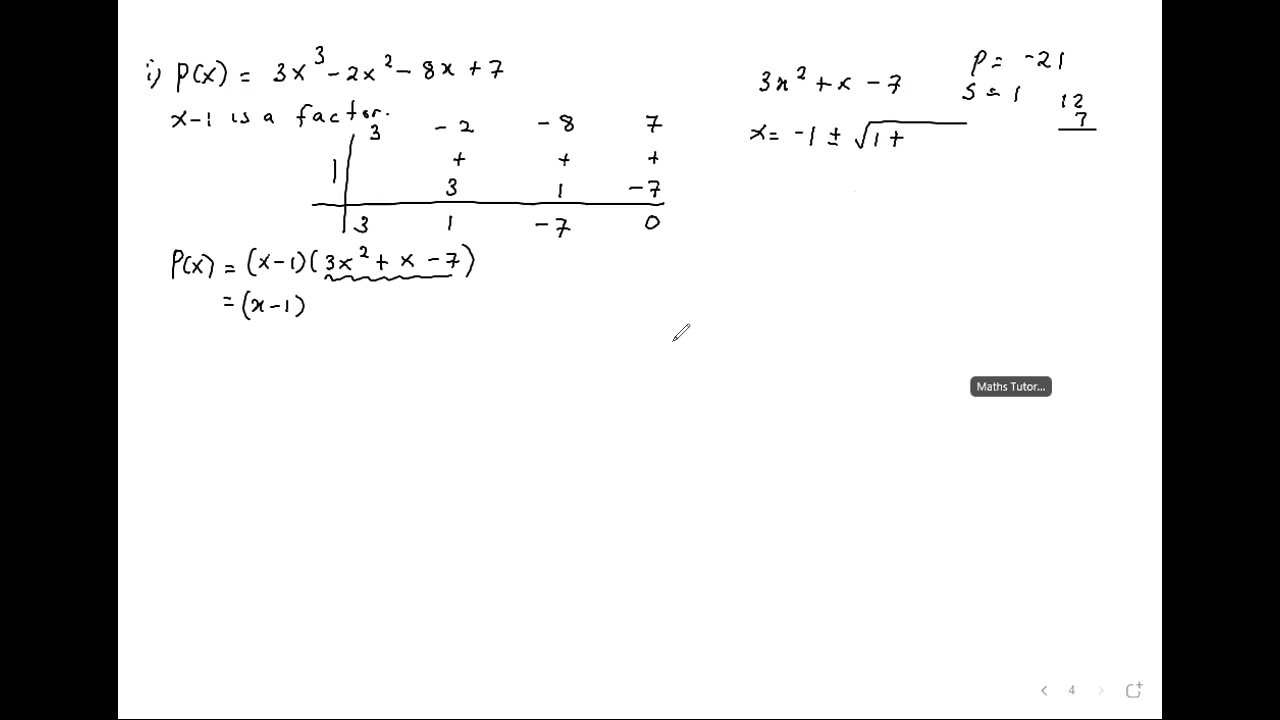 i) P(x) = 3x³ - 2x² - 8x + 7
x-1 is a factor.
3 -2 -8 7
1 + + +
3 1 -7
3 1 -7 0
P(x) = (x-1)(3x² + x - 7)
= (x-1)
3x² + x - 7
x = -1 ± √1 +
P = -21
S = 1
12
7
Maths Tutor...
4